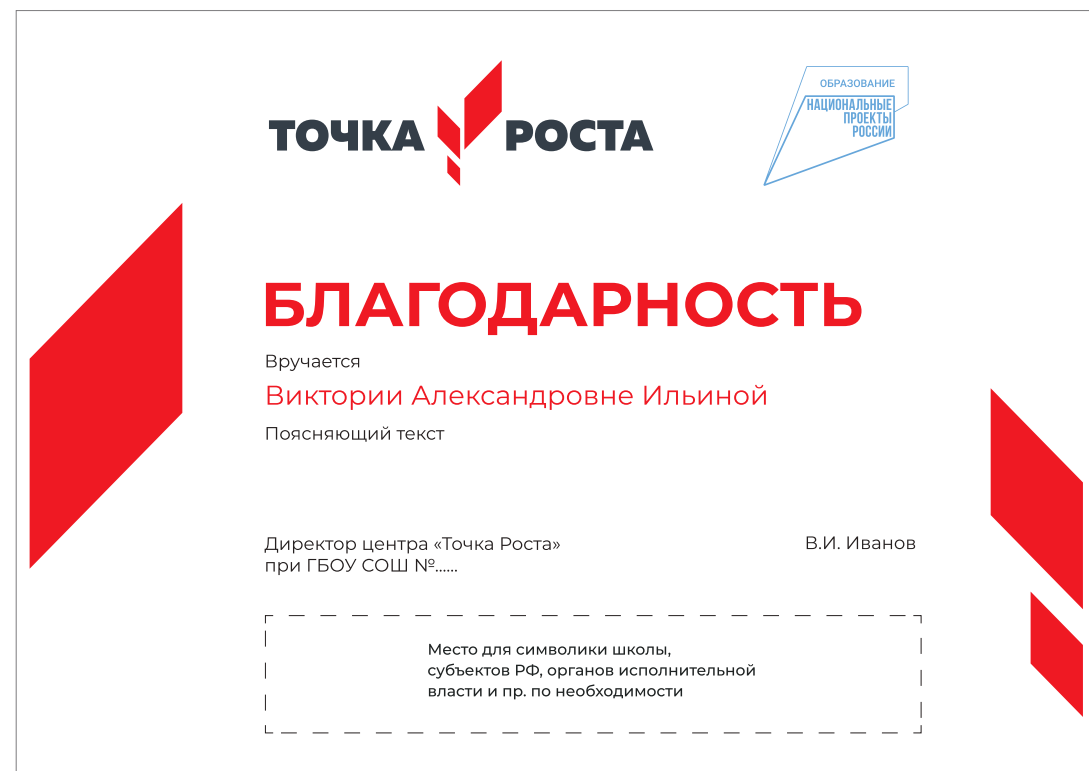 ТОЧКА РОСТА
ОБРАЗОВАНИЕ
НАЦИОНАЛЬНЫЕ
ПРОЕКТЫ
РОССИИ
БЛАГОДАРНОСТЬ
Вручается
Виктории Александровне Ильиной
Поясняющий текст
Директор центра «Точка Роста»
при ГБОУ СОШ №......
В.И. Иванов
Место для символики школы,
субъектов РФ, органов исполнительной
власти и пр. по необходимости